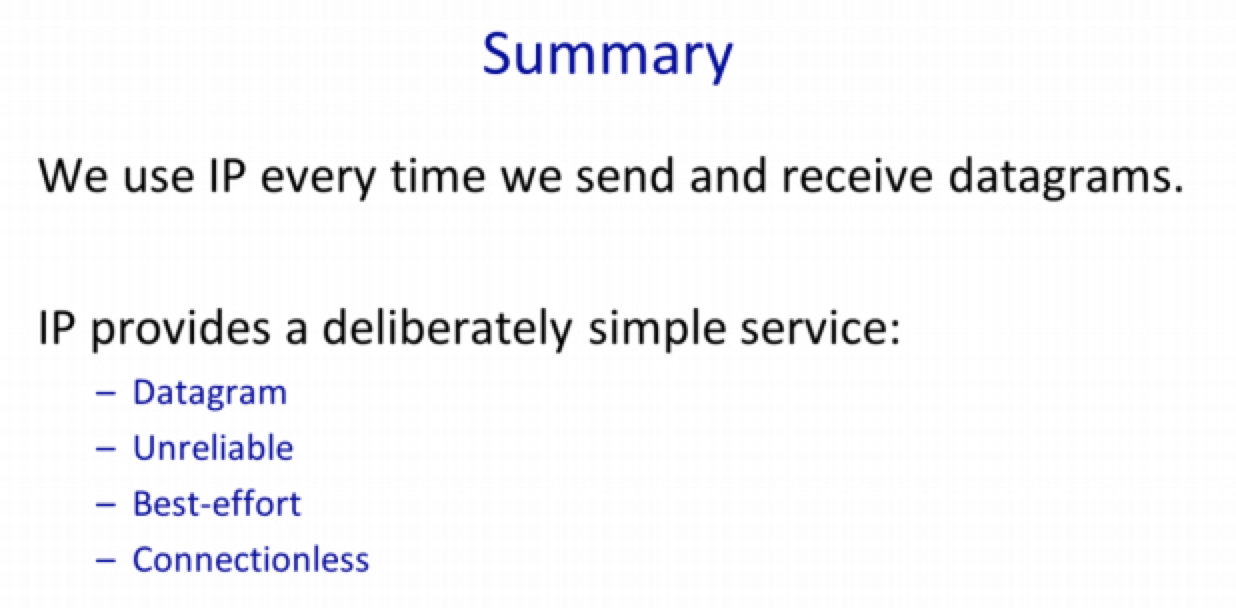 Summary
We use IP every time we send and receive datagrams.
IP provides a deliberately simple service:
– Datagram
– Unreliable
– Best-effort
– Connectionless